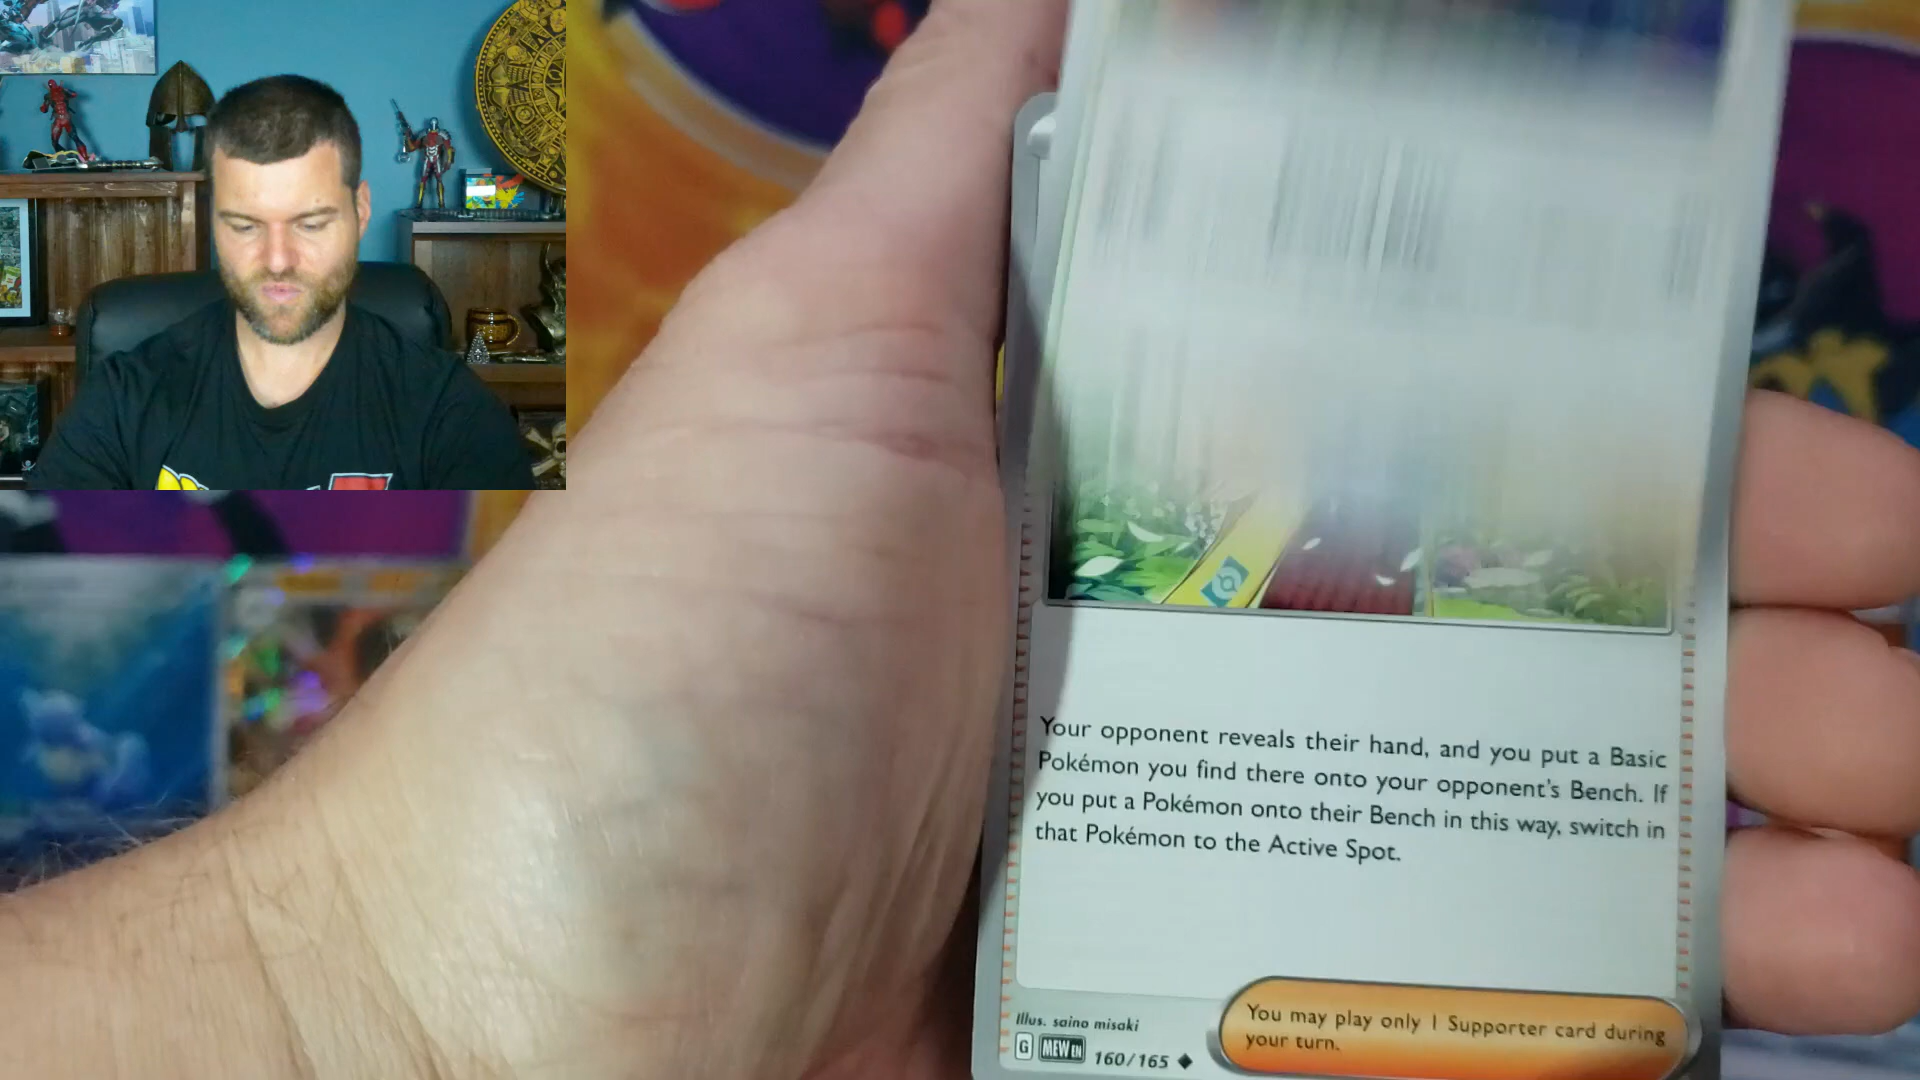 Your opponent reveals their hand, and you put a Basic
Pokémon you find there onto your opponent's Bench. If
you put a Pokémon onto their Bench in this way, switch in
that Pokémon to the Active Spot.
Illus. saino misaki
G MEW EN 160/165
You may play only 1 Supporter card during
your turn.